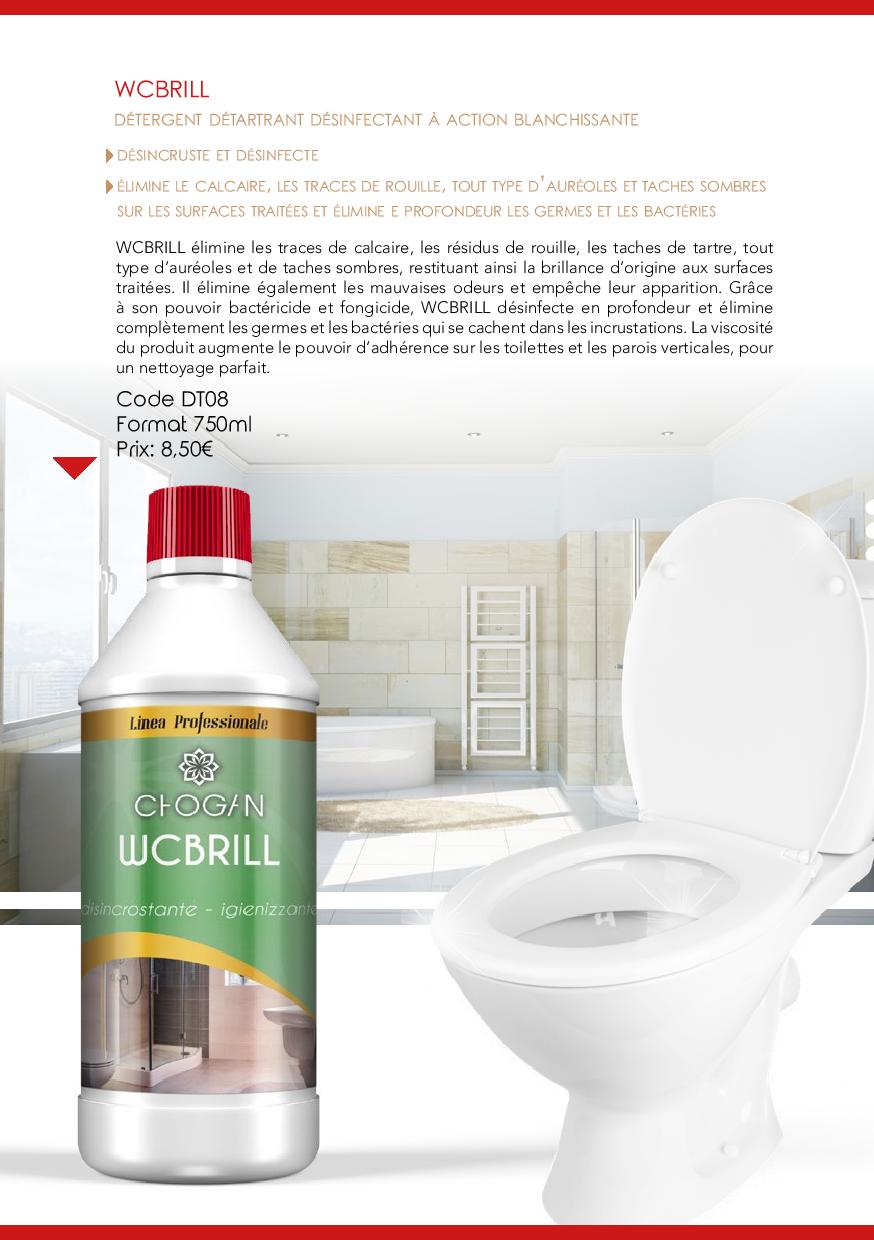 WCBRILL
DÉTERGENT DÉTARTRANT DÉSINFECTANT À ACTION BLANCHISSANTE
DÉSINCRUSTE ET DÉSINFECTE
ÉLIMINE LE CALCAIRE, LES TRACES DE ROUILLE, TOUT TYPE D'AURÉOLES ET TACHES SOMBRES
SUR LES SURFACES TRAITÉES ET ÉLIMINE E PROFONDEUR LES GERMES ET LES BACTÉRIES
WCBRILL élimine les traces de calcaire, les résidus de rouille, les taches de tartre, tout
type d'auréoles et de taches sombres, restituant ainsi la brillance d'origine aux surfaces
traitées. Il élimine également les mauvaises odeurs et empêche leur apparition. Grâce
à son pouvoir bactéricide et fongicide, WCBRILL désinfecte en profondeur et élimine
complètement les germes et les bactéries qui se cachent dans les incrustations. La viscosité
du produit augmente le pouvoir d'adhérence sur les toilettes et les parois verticales, pour
un nettoyage parfait.
Code DT08
Format 750ml
Prix: 8,50€
Linea Professionale
CHOGAN
WCBRILL
disincrostante - igienizzante